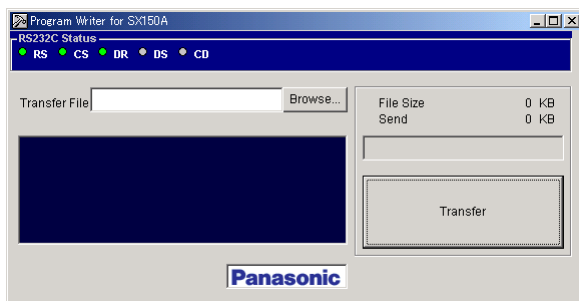 Program Writer for SX150A
RS232C Status
RS CS DR DS CD
Transfer File Browse...
File Size 0 KB
Send 0 KB
Transfer
Panasonic